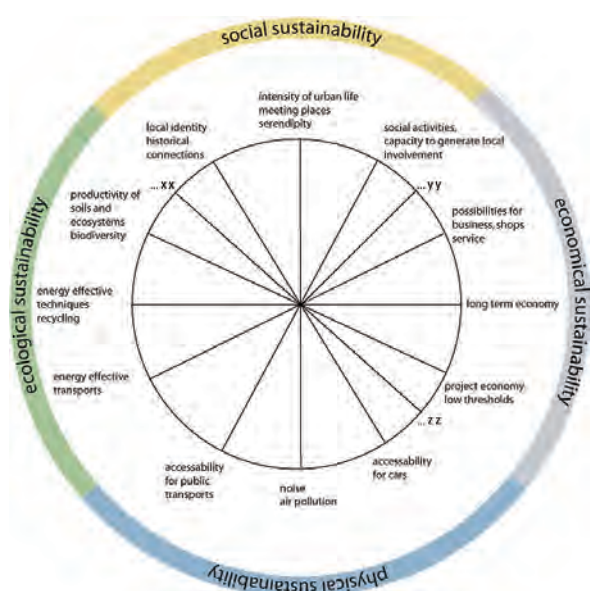 social sustainability
intensity of urban life
meeting places
serendipity
local identity
historical
connections
social activities,
capacity to generate local
involvement
...xx
...yy
productivity of
soils and
ecosystems
biodiversity
possibilities for
business, shops
service
ecological sustainability
economical sustainability
energy effective
techniques
recycling
long term economy
energy effective
transports
project economy
low thresholds
...zz
accessability
for public
transports
noise
air pollution
accessability
for cars
physical sustainability